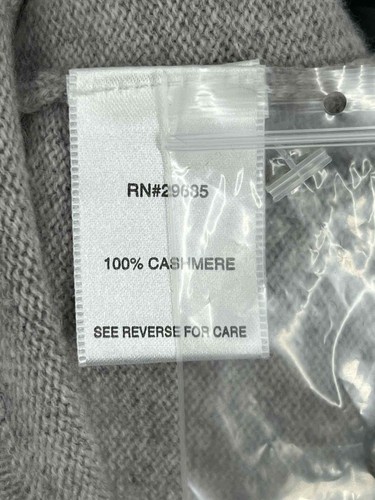 RN#29685
100% CASHMERE
SEE REVERSE FOR CARE